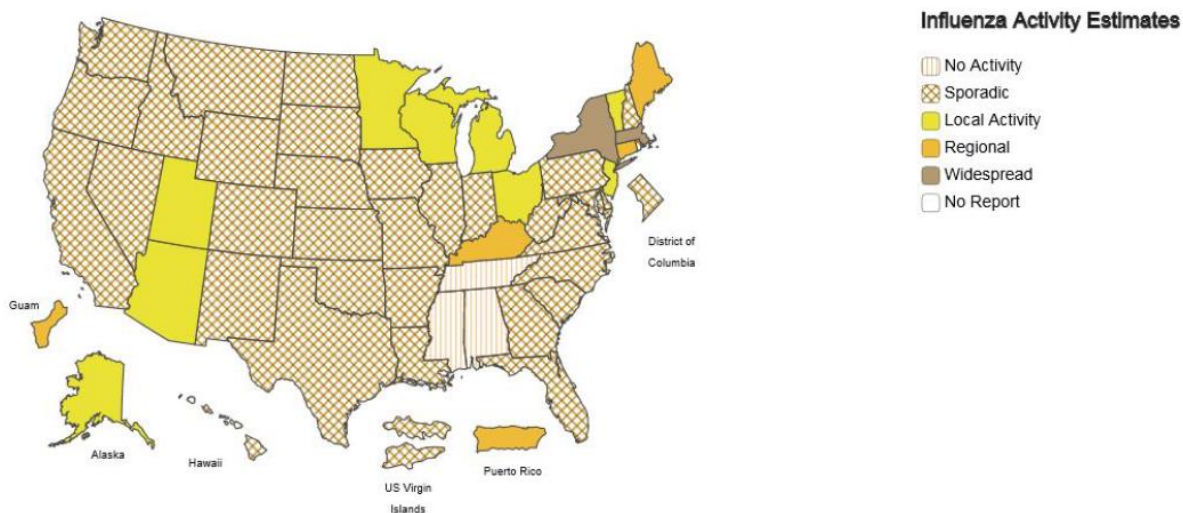 Influenza Activity Estimates
No Activity
Sporadic
Local Activity
Regional
Widespread
No Report
District of
Columbia
Guam
Alaska
Hawaii
US Virgin
Islands
Puerto Rico